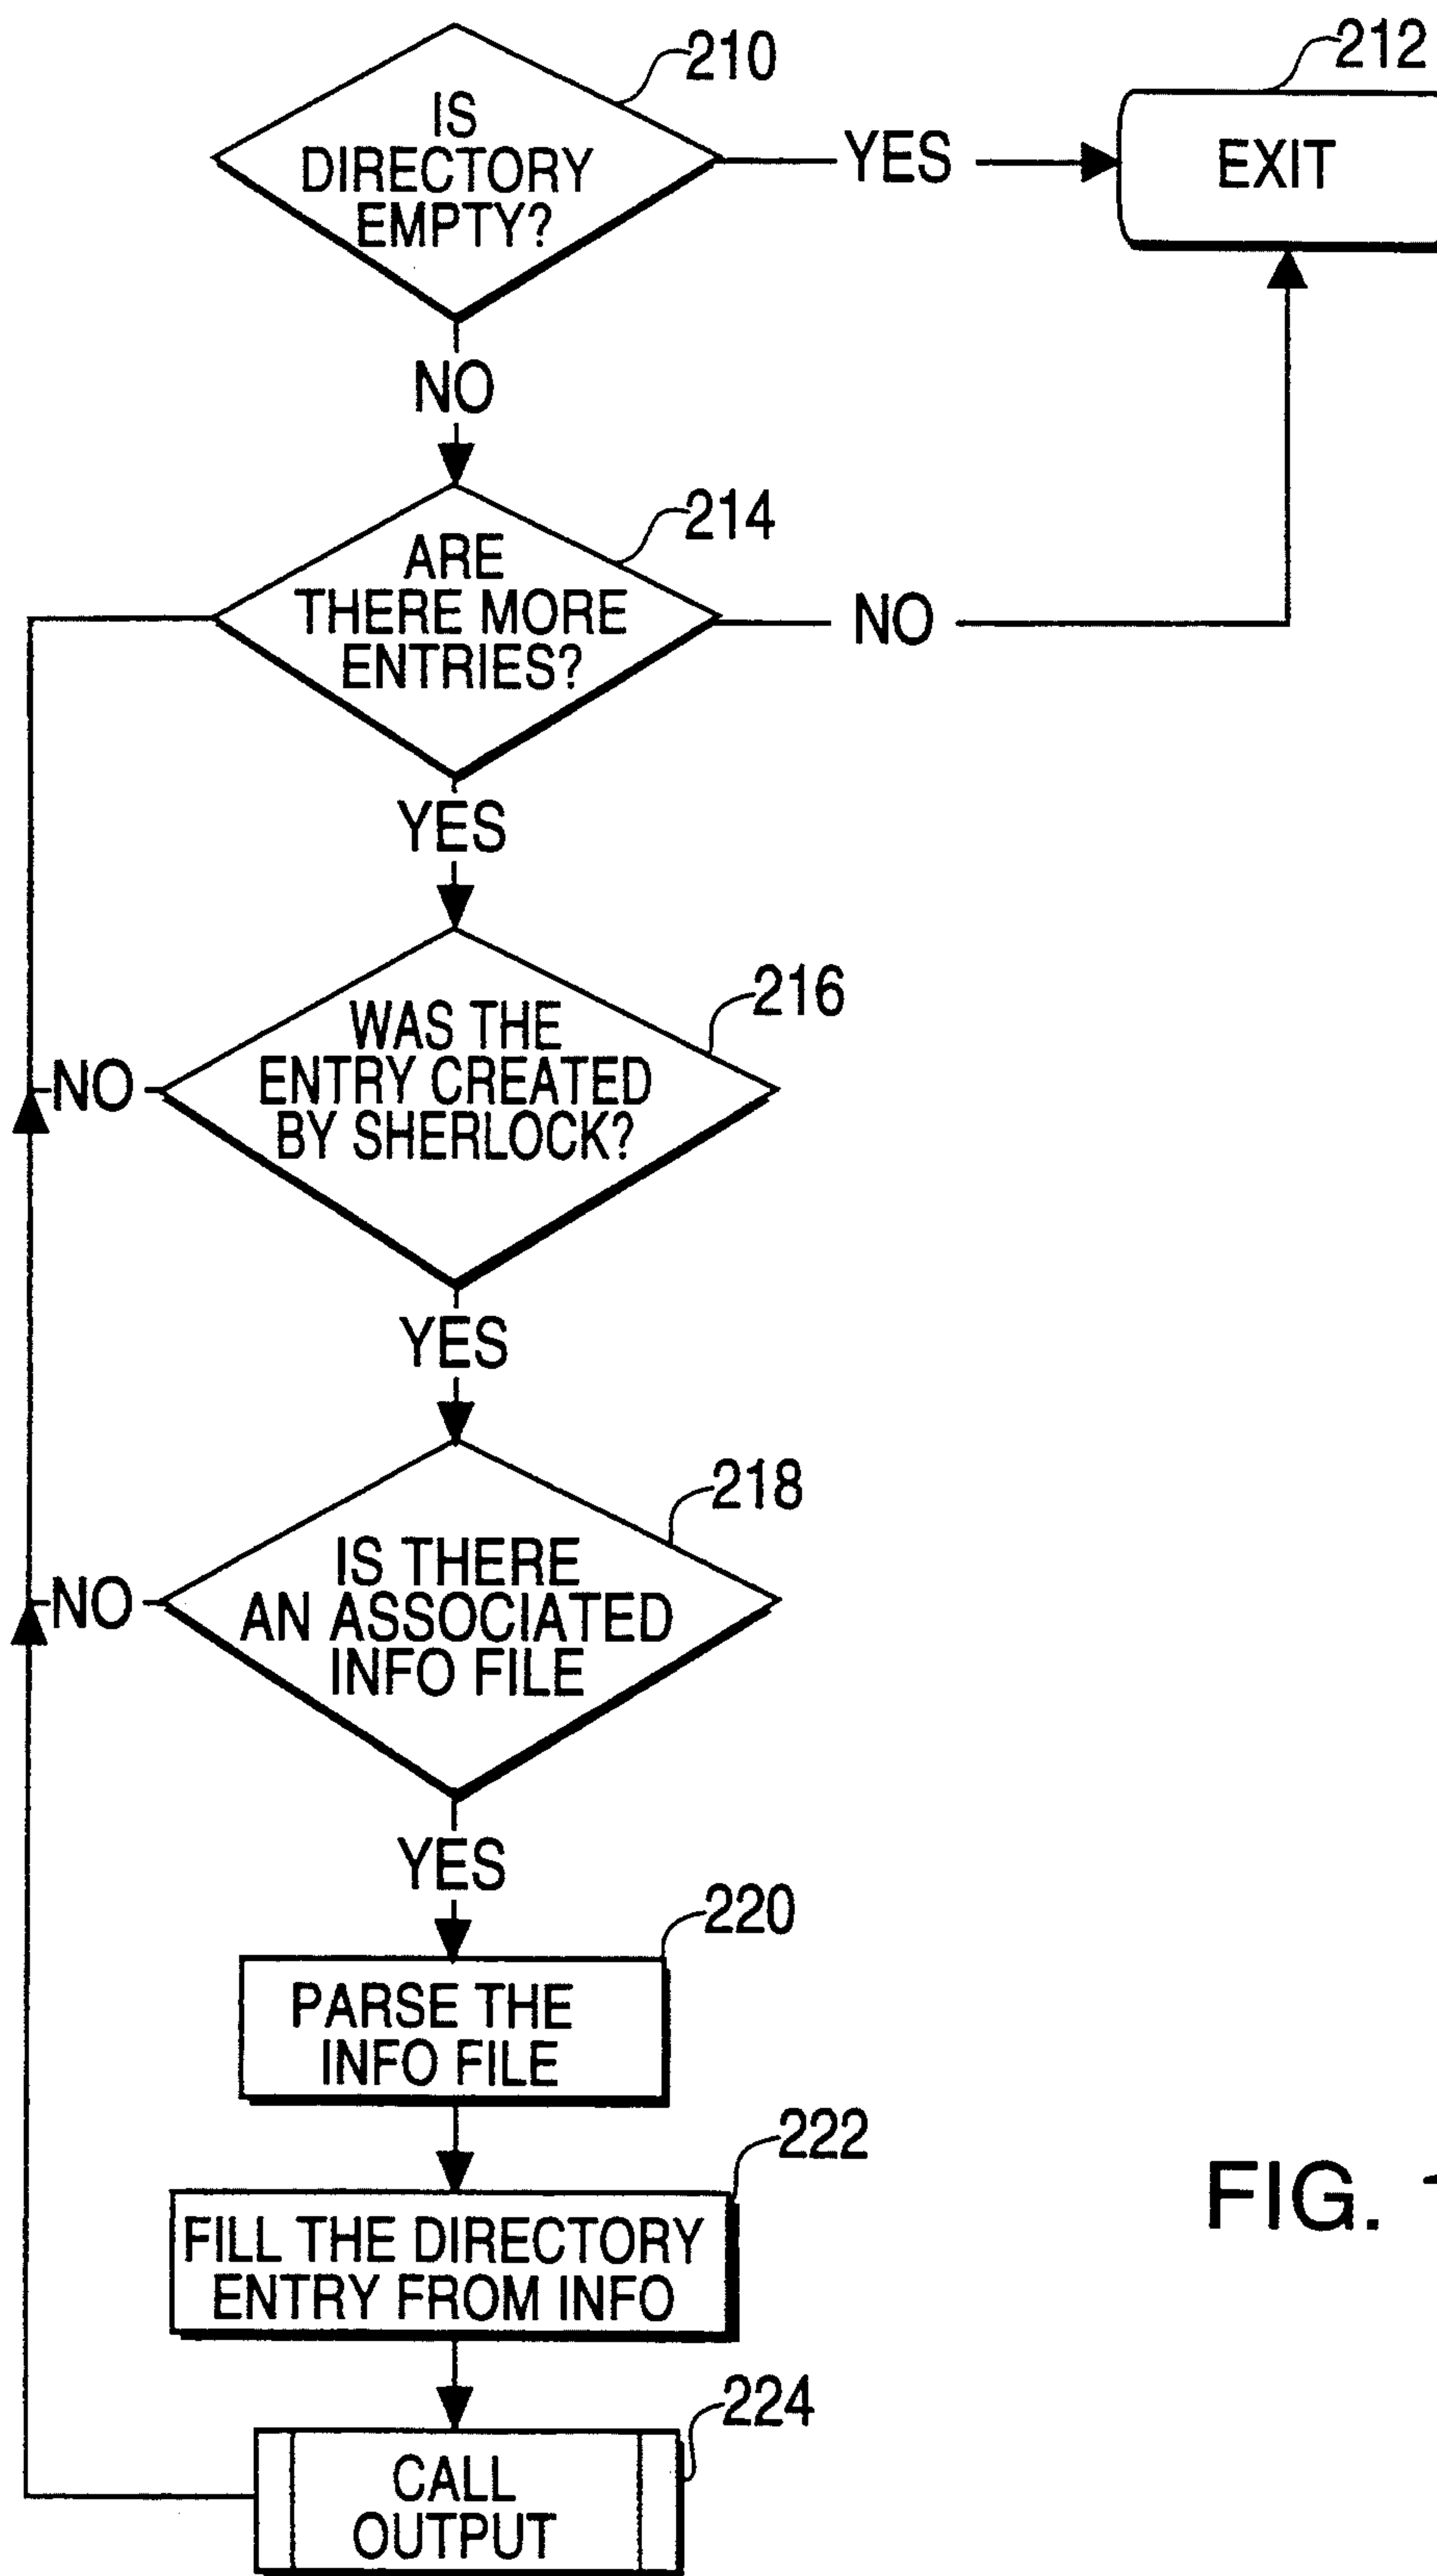 210
IS
DIRECTORY
EMPTY?
YES
212
EXIT
NO
214
ARE
THERE MORE
ENTRIES?
NO
YES
216
WAS THE
ENTRY CREATED
BY SHERLOCK?
NO
YES
218
IS THERE
AN ASSOCIATED
INFO FILE
NO
YES
220
PARSE THE
INFO FILE
222
FILL THE DIRECTORY
ENTRY FROM INFO
224
CALL
OUTPUT
FIG.